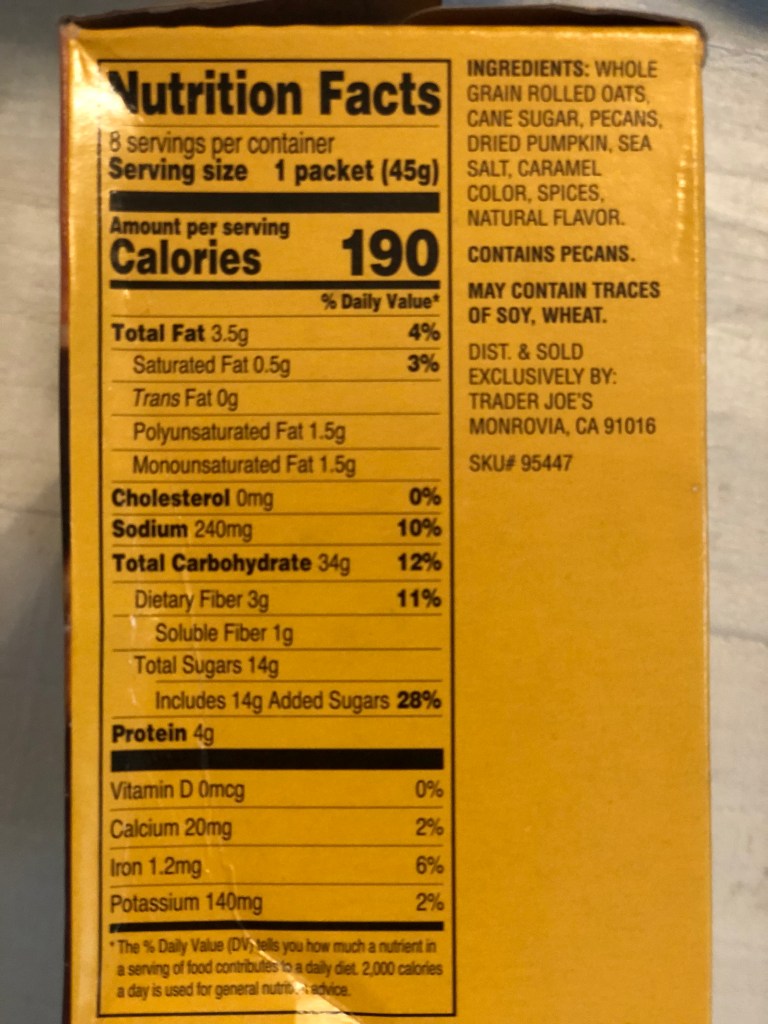 Nutrition Facts
8 servings per container
Serving size 1 packet (45g)
Amount per serving
Calories 190
% Daily Value*
Total Fat 3.5g 4%
Saturated Fat 0.5g 3%
Trans Fat 0g
Polyunsaturated Fat 1.5g
Monounsaturated Fat 1.5g
Cholesterol 0mg 0%
Sodium 240mg 10%
Total Carbohydrate 34g 12%
Dietary Fiber 3g 11%
Soluble Fiber 1g
Total Sugars 14g
Includes 14g Added Sugars 28%
Protein 4g
Vitamin D 0mcg 0%
Calcium 20mg 2%
Iron 1.2mg 6%
Potassium 140mg 2%
*The % Daily Value (DV) tells you how much a nutrient in
a serving of food contributes to a daily diet. 2,000 calories
a day is used for general advice.
INGREDIENTS: WHOLE
GRAIN ROLLED OATS,
CANE SUGAR, PECANS,
DRIED PUMPKIN, SEA
SALT, CARAMEL
COLOR, SPICES,
NATURAL FLAVOR.
CONTAINS PECANS.
MAY CONTAIN TRACES
OF SOY, WHEAT.
DIST. & SOLD
EXCLUSIVELY BY:
TRADER JOE'S
MONROVIA, CA 91016
SKU# 95447